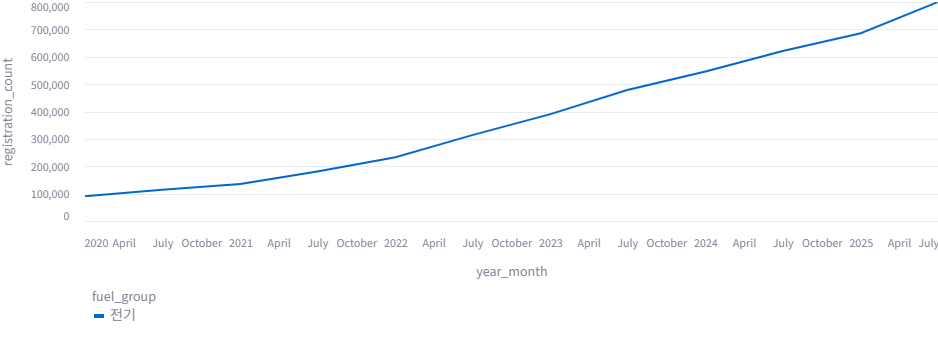 registration_count
800,000
700,000
600,000
500,000
400,000
300,000
200,000
100,000
0
2020 April July October 2021 April July October 2022 April July October 2023 April July October 2024 April July October 2025 April July
year_month
fuel_group
전기